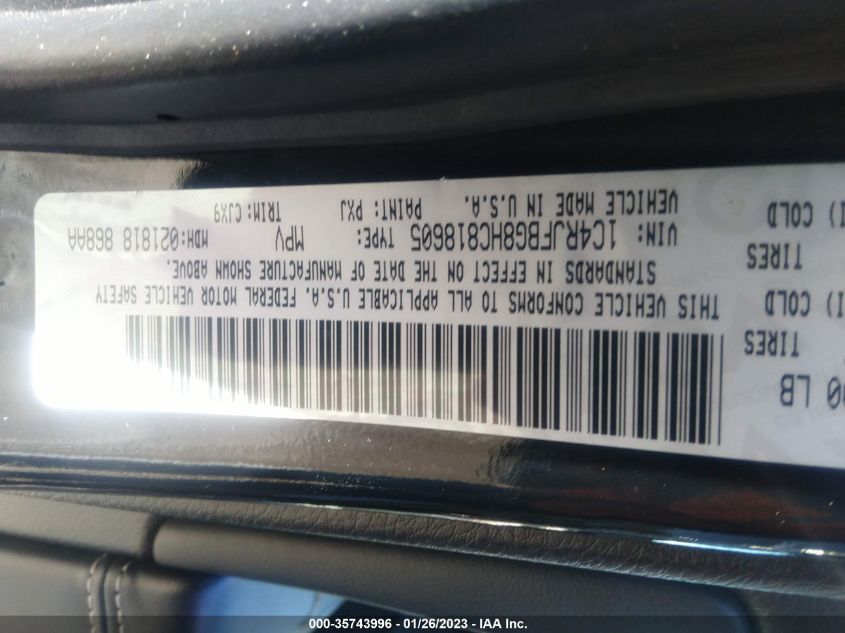 00 LB
TIRES
I) COLD
TIRES
I) COLD
THIS VEHICLE CONFORMS TO ALL APPLICABLE U.S.A. FEDERAL MOTOR VEHICLE SAFETY
STANDARDS IN EFFECT ON THE DATE OF MANUFACTURE SHOWN ABOVE.
VIN: 1C4RJFBG8HC818605 TYPE: MPV MDH:021818 868AA
VEHICLE MADE IN U.S.A. PAINT: PXJ TRIM: CJX9
000-35743996 - 01/26/2023 - IAA Inc.